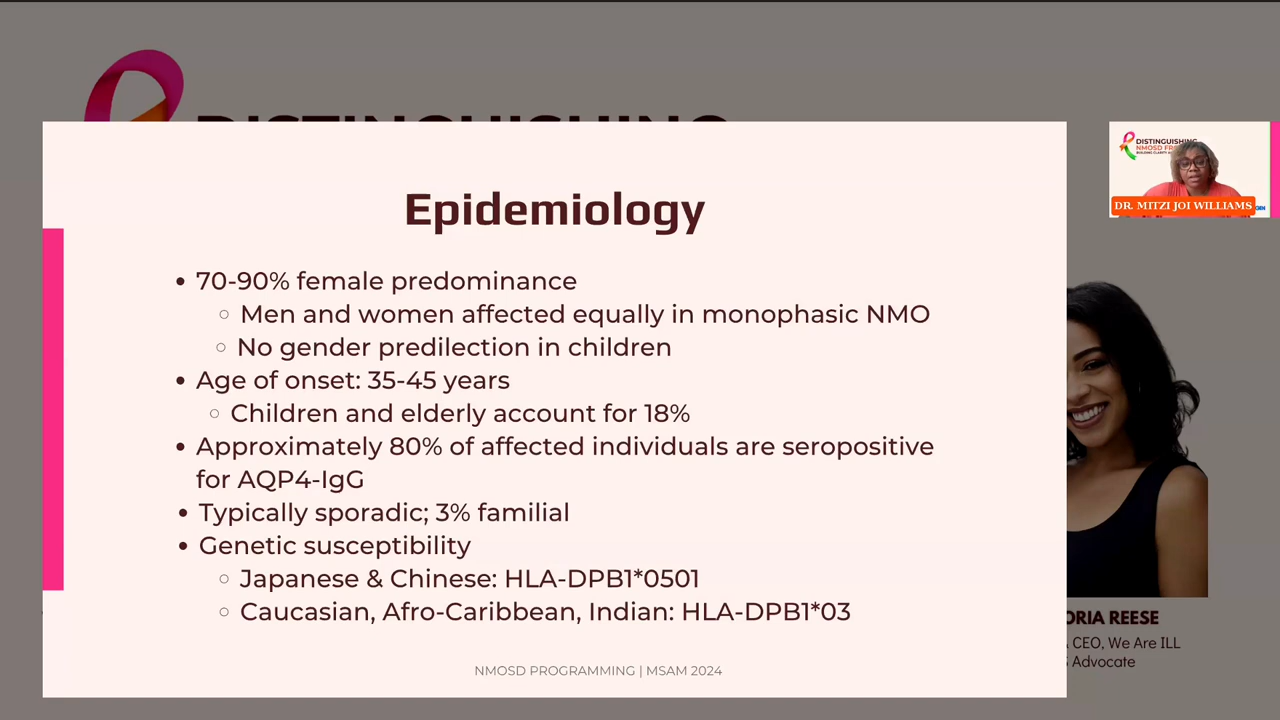 DISTINGUISHING
Epidemiology
• 70-90% female predominance
○ Men and women affected equally in monophasic NMO
○ No gender predilection in children
• Age of onset: 35-45 years
○ Children and elderly account for 18%
• Approximately 80% of affected individuals are seropositive
for AQP4-IgG
• Typically sporadic; 3% familial
• Genetic susceptibility
○ Japanese & Chinese: HLA-DPB1*0501
○ Caucasian, Afro-Caribbean, Indian: HLA-DPB1*03
NMOSD PROGRAMMING | MSAM 2024
DISTINGUISHING
NMOSD
DR. MITZI JOI WILLIAMS
ORIA REESE
CEO, We Are ILL
Advocate